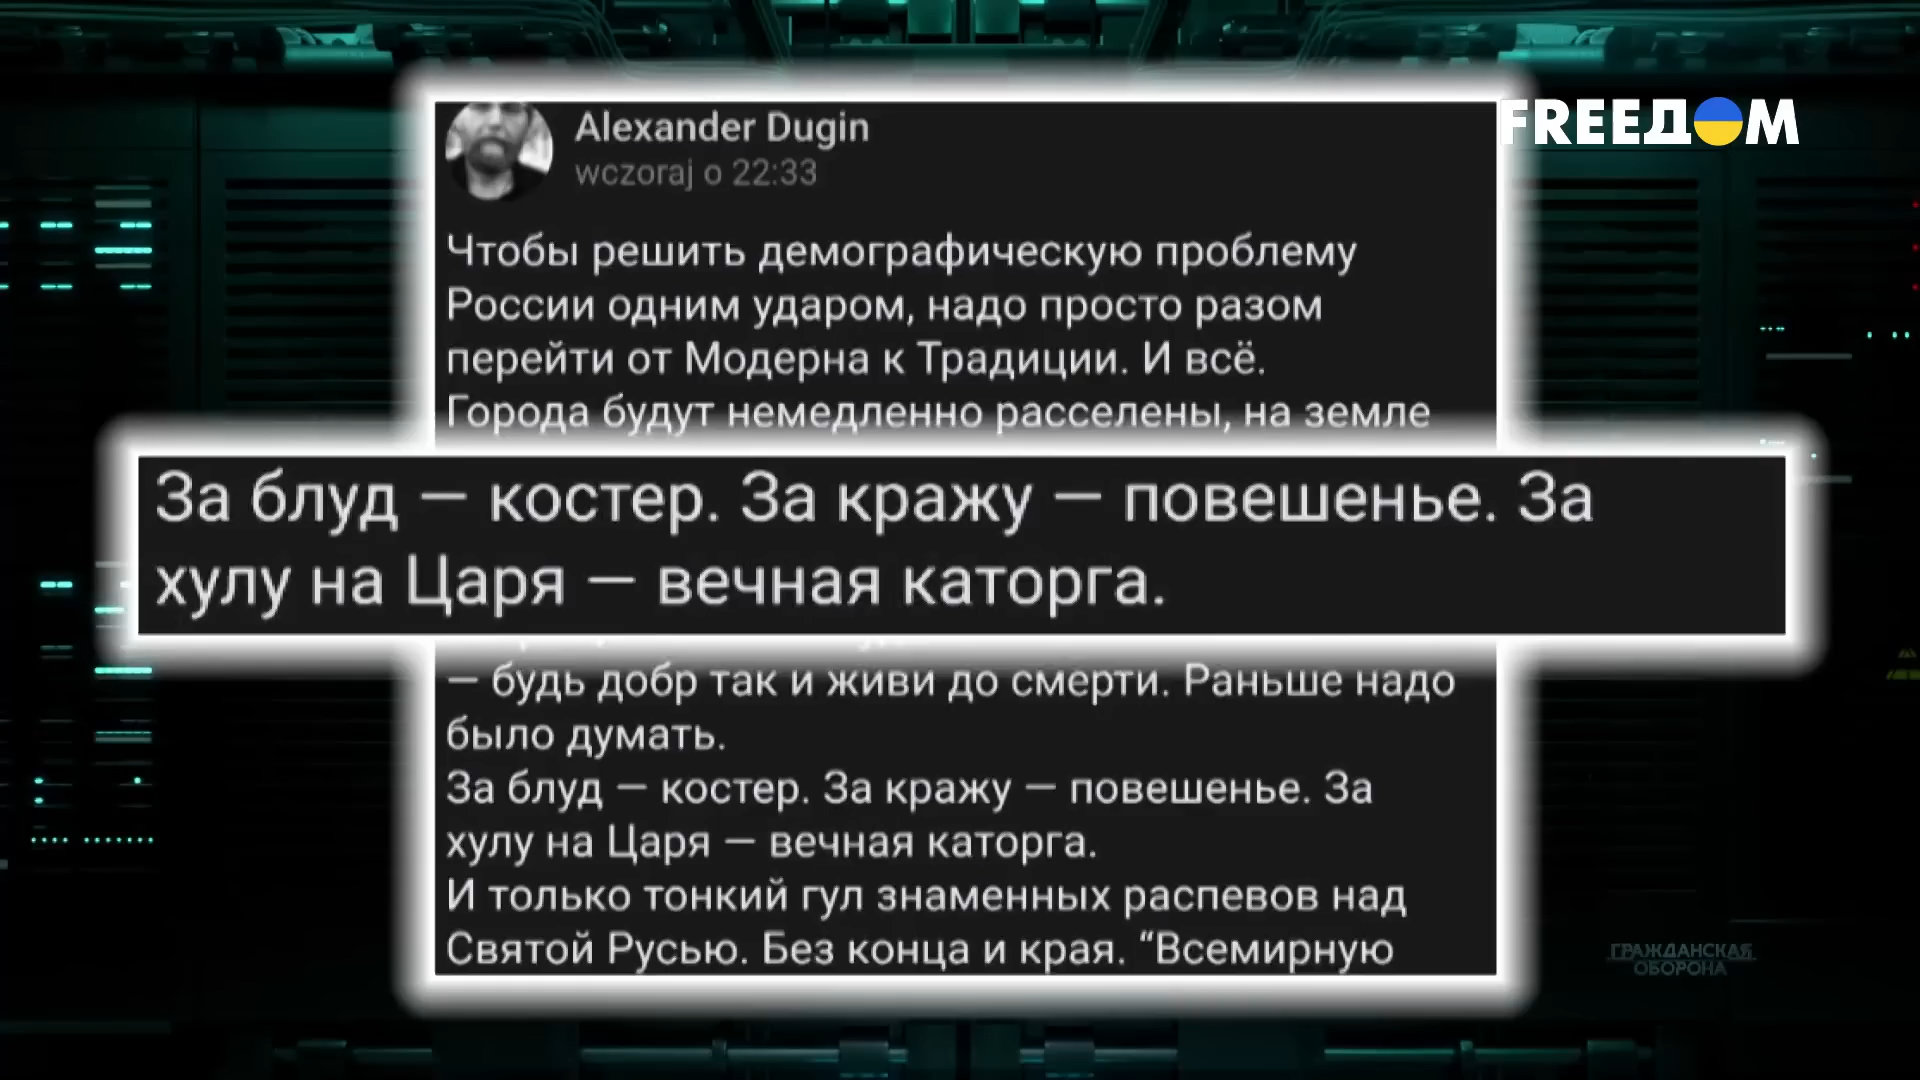 Alexander Dugin
FREEДOM
wczoraj o 22:33
Чтобы решить демографическую проблему
России одним ударом, надо просто разом
перейти от Модерна к Традиции. И всё.
Города будут немедленно расселены, на земле
За блуд — костер. За кражу — повешенье. За
хулу на Царя — вечная каторга.
— будь добр так и живи до смерти. Раньше надо
было думать.
За блуд — костер. За кражу — повешенье. За
хулу на Царя — вечная каторга.
И только тонкий гул знаменных распевов над
Святой Русью. Без конца и края. “Всемирную
ГРАЖДАНСКАЯ
ОБОРОНА